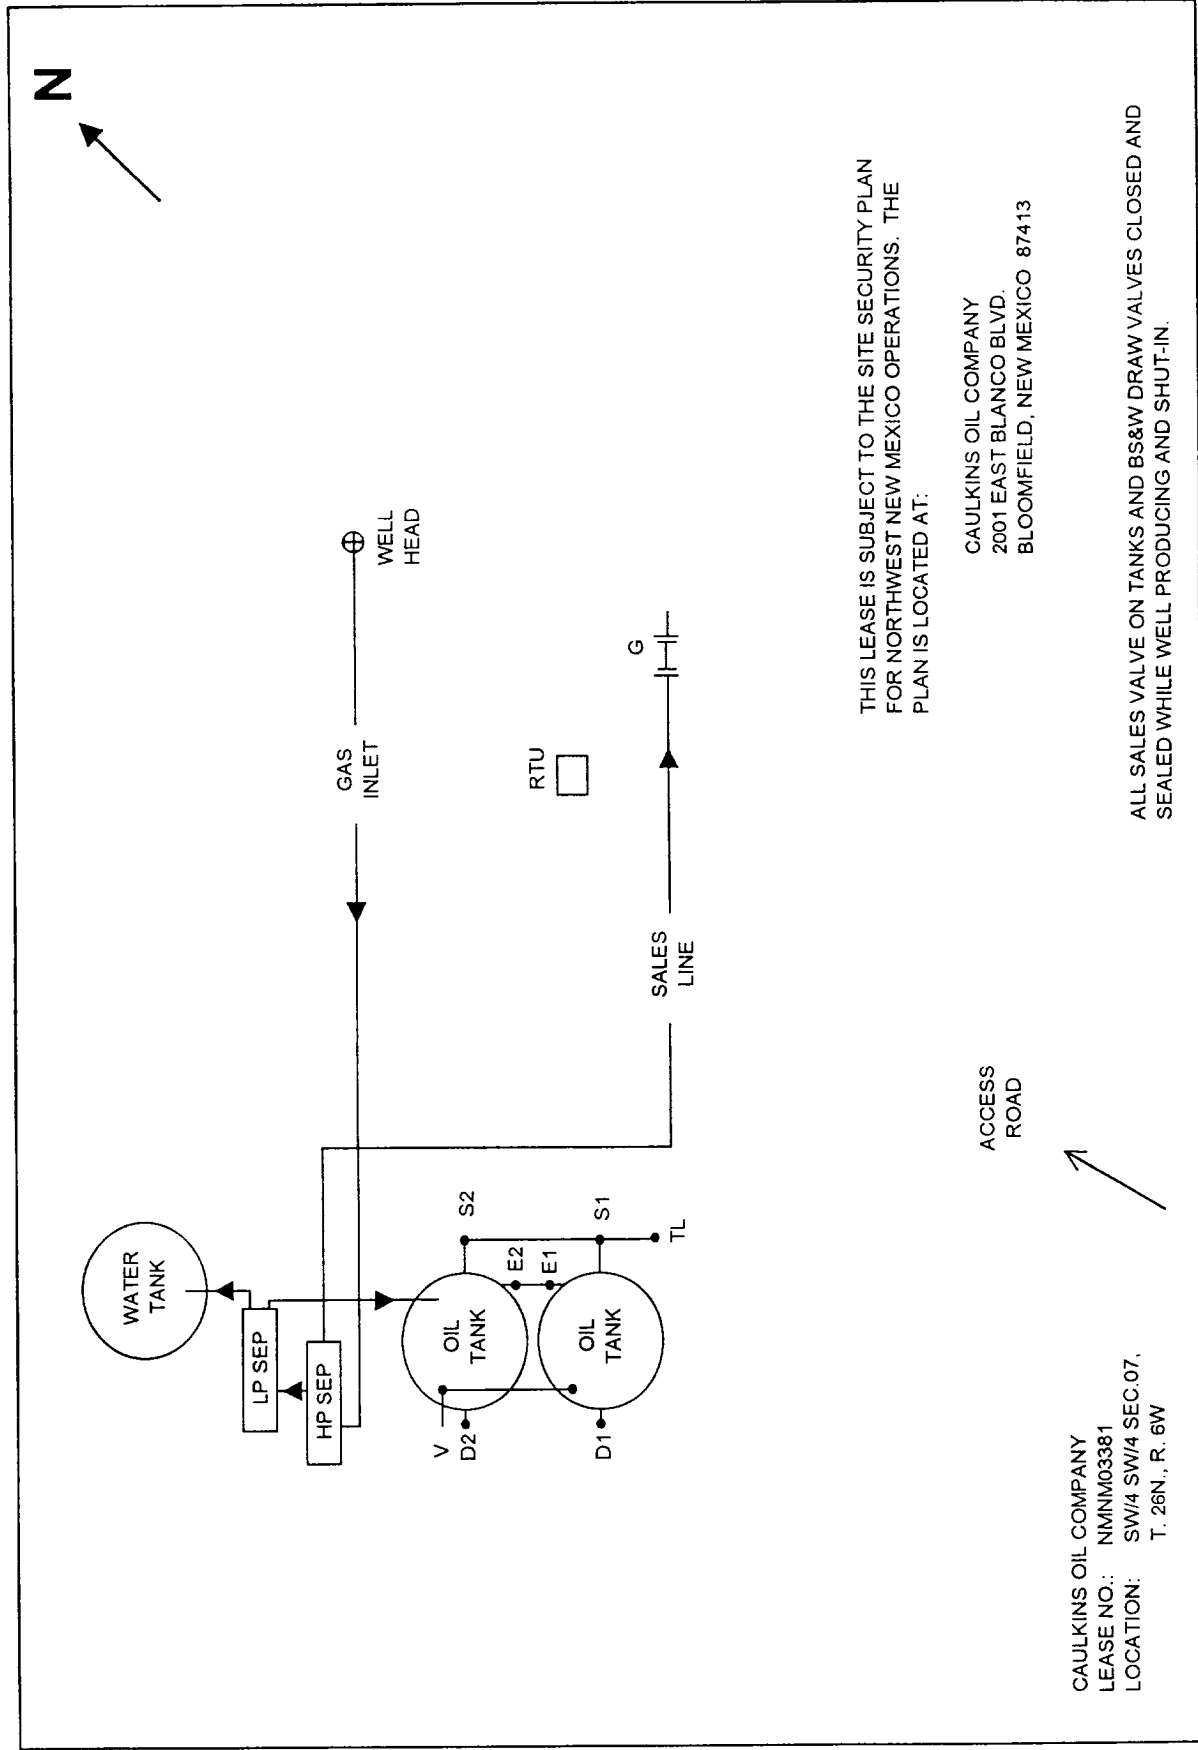 N
WATER
TANK
LP SEP
HP SEP
GAS
INLET
WELL
HEAD
V
D2
OIL
TANK
S2
E2
E1
D1
OIL
TANK
S1
TL
SALES
LINE
RTU
G
THIS LEASE IS SUBJECT TO THE SITE SECURITY PLAN
FOR NORTHWEST NEW MEXICO OPERATIONS. THE
PLAN IS LOCATED AT:
CAULKINS OIL COMPANY
2001 EAST BLANCO BLVD.
BLOOMFIELD, NEW MEXICO 87413
ACCESS
ROAD
CAULKINS OIL COMPANY
LEASE NO.: NMNM03381
LOCATION: SW/4 SW/4 SEC.07,
T. 26N., R. 6W
ALL SALES VALVE ON TANKS AND BS&W DRAW VALVES CLOSED AND
SEALED WHILE WELL PRODUCING AND SHUT-IN.